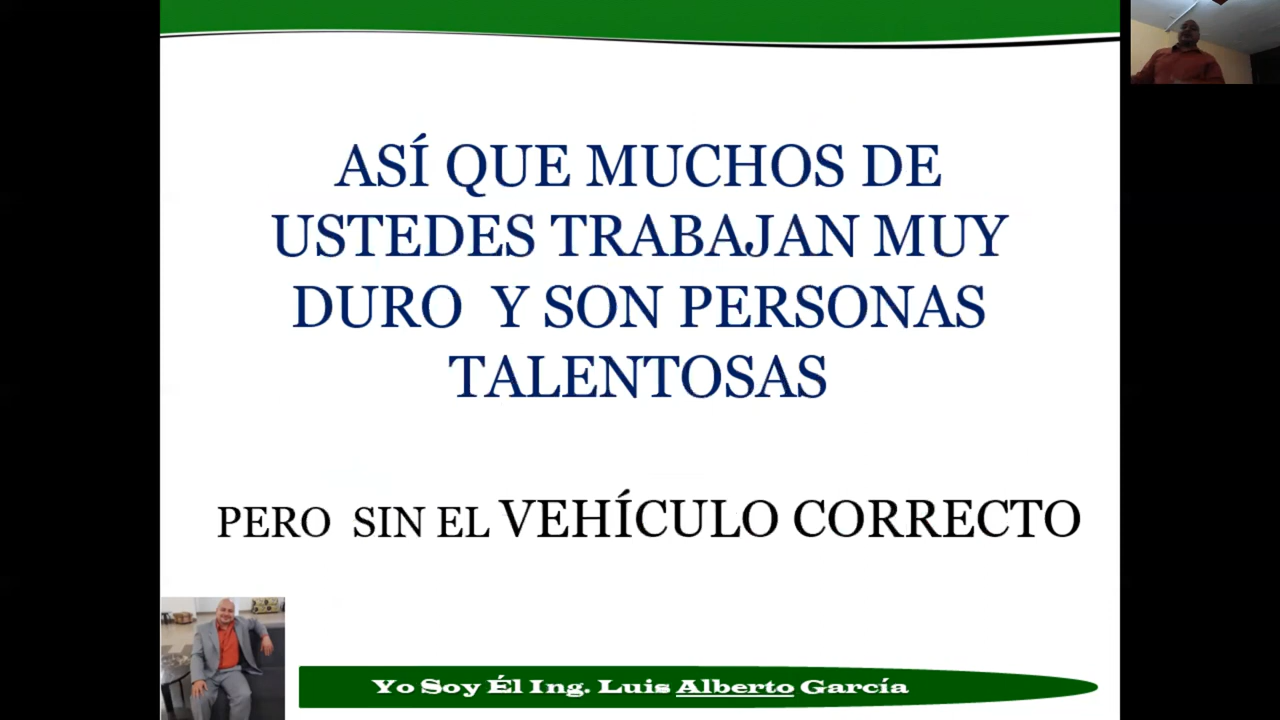 ASÍ QUE MUCHOS DE
USTEDES TRABAJAN MUY
DURO Y SON PERSONAS
TALENTOSAS
PERO SIN EL VEHÍCULO CORRECTO
Yo Soy Él Ing. Luis Alberto García